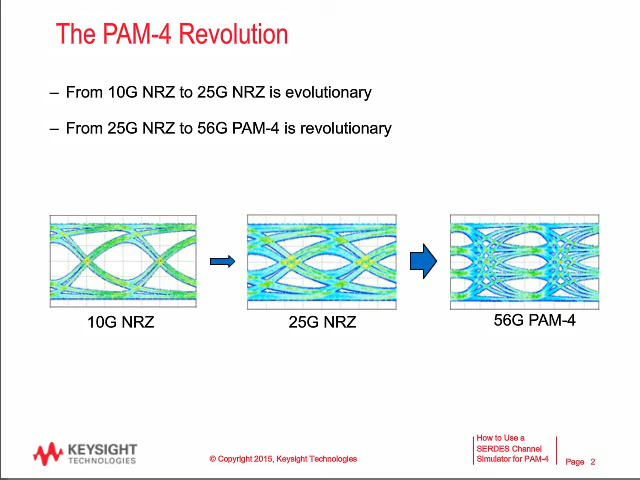 The PAM-4 Revolution
– From 10G NRZ to 25G NRZ is evolutionary
– From 25G NRZ to 56G PAM-4 is revolutionary
10G NRZ
25G NRZ
56G PAM-4
KEYSIGHT
TECHNOLOGIES
© Copyright 2015, Keysight Technologies
How to Use a
SERDES Channel
Simulator for PAM-4
Page 2